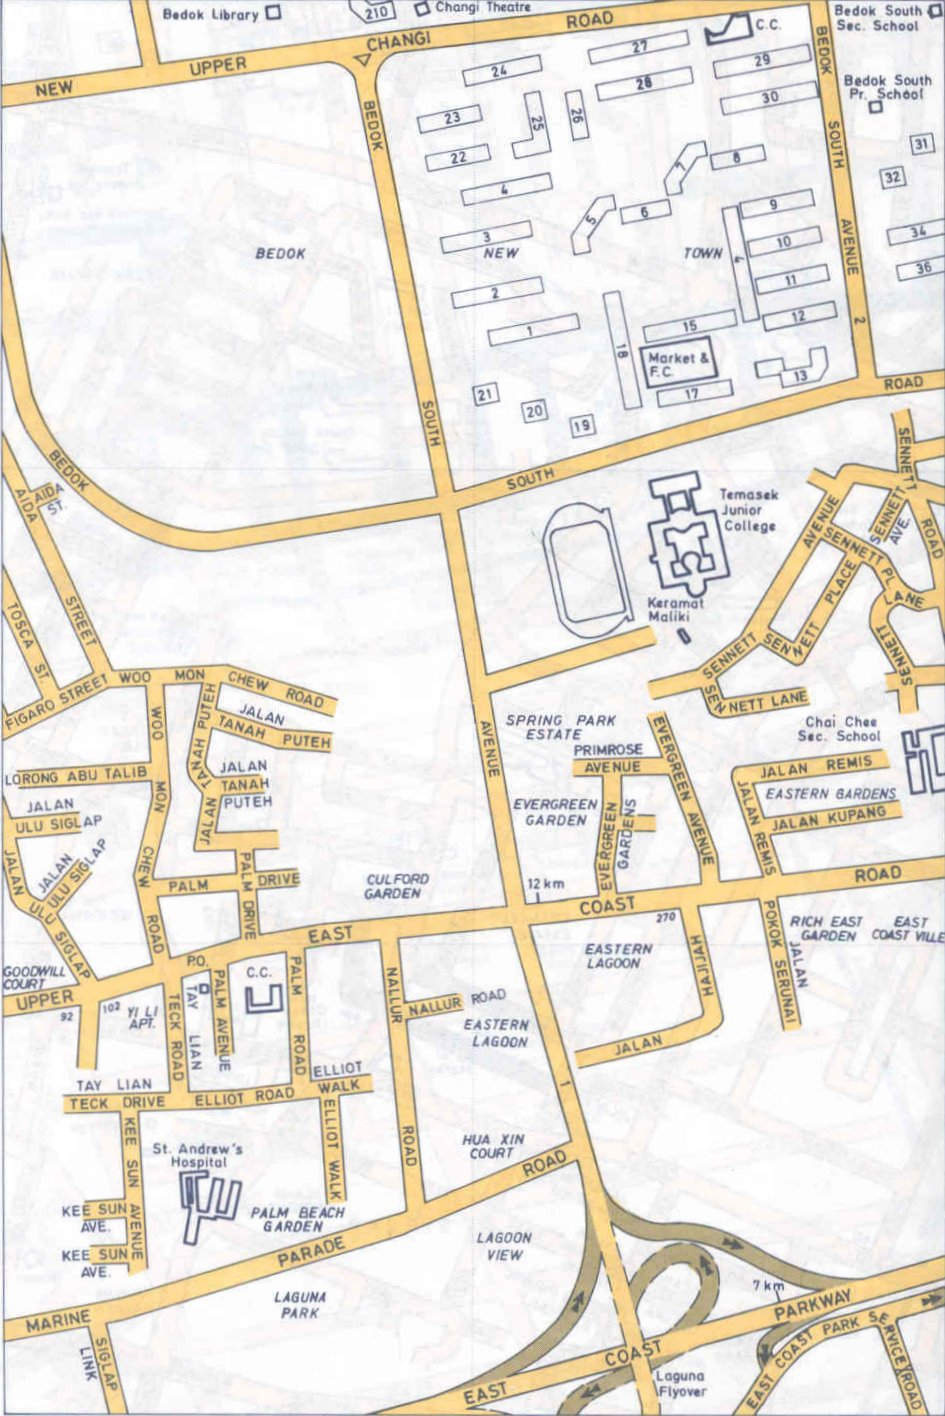 Bedok Library
210
Changi Theatre
Bedok South
Sec. School
NEW UPPER CHANGI ROAD
C.C.
Bedok South
Pr. School
BEDOK SOUTH AVENUE 2
24
27
28
29
30
23
25
26
22
31
32
4
7
8
5
6
9
3
10
34
36
2
11
12
1
18
15
4
BEDOK
NEW
TOWN
Market &
F.C.
13
17
21
20
19
BEDOK SOUTH AVENUE 1
BEDOK SOUTH ROAD
AIDA
ST.
AIDA STREET
TOSCA ST.
FIGARO STREET
Temasek
Junior
College
Keramat
Maliki
SENNETT ROAD
SENNETT
AVE.
SENNETT AVENUE
SENNETT PL.
SENNETT PLACE
SENNETT LANE
SENNETT LANE
WOO MON CHEW ROAD
WOO MON CHEW ROAD
JALAN
TANAH PUTEH
JALAN TANAH PUTEH
JALAN
TANAH
PUTEH
LORONG ABU TALIB
JALAN
ULU SIGLAP
JALAN
ULU SIGLAP
JALAN ULU SIGLAP
PALM DRIVE
PALM DRIVE
CULFORD
GARDEN
SPRING PARK
ESTATE
PRIMROSE
AVENUE
EVERGREEN AVENUE
EVERGREEN
GARDEN
EVERGREEN
GARDENS
Chai Chee
Sec. School
JALAN REMIS
EASTERN GARDENS
JALAN KUPANG
JALAN REMIS
12 km
UPPER EAST COAST ROAD
270
RICH EAST
GARDEN
EAST
COAST VILLE
JALAN
POKOK SERUNAI
EASTERN
LAGOON
JALAN HAJIJAH
GOODWILL
COURT
92
102
YI LI
APT.
P.O.
C.C.
TAY LIAN
TECK ROAD
PALM AVENUE
PALM ROAD
NALLUR ROAD
NALLUR ROAD
EASTERN
LAGOON
TAY LIAN
TECK DRIVE
ELLIOT ROAD
ELLIOT
WALK
ELLIOT WALK
KEE SUN AVENUE
KEE SUN
AVE.
KEE SUN
AVE.
St. Andrew's
Hospital
PALM BEACH
GARDEN
HUA XIN
COURT
LAGOON
VIEW
LAGUNA
PARK
MARINE PARADE ROAD
SIGLAP
LINK
7 km
EAST COAST PARKWAY
EAST COAST PARK SERVICE ROAD
Laguna
Flyover